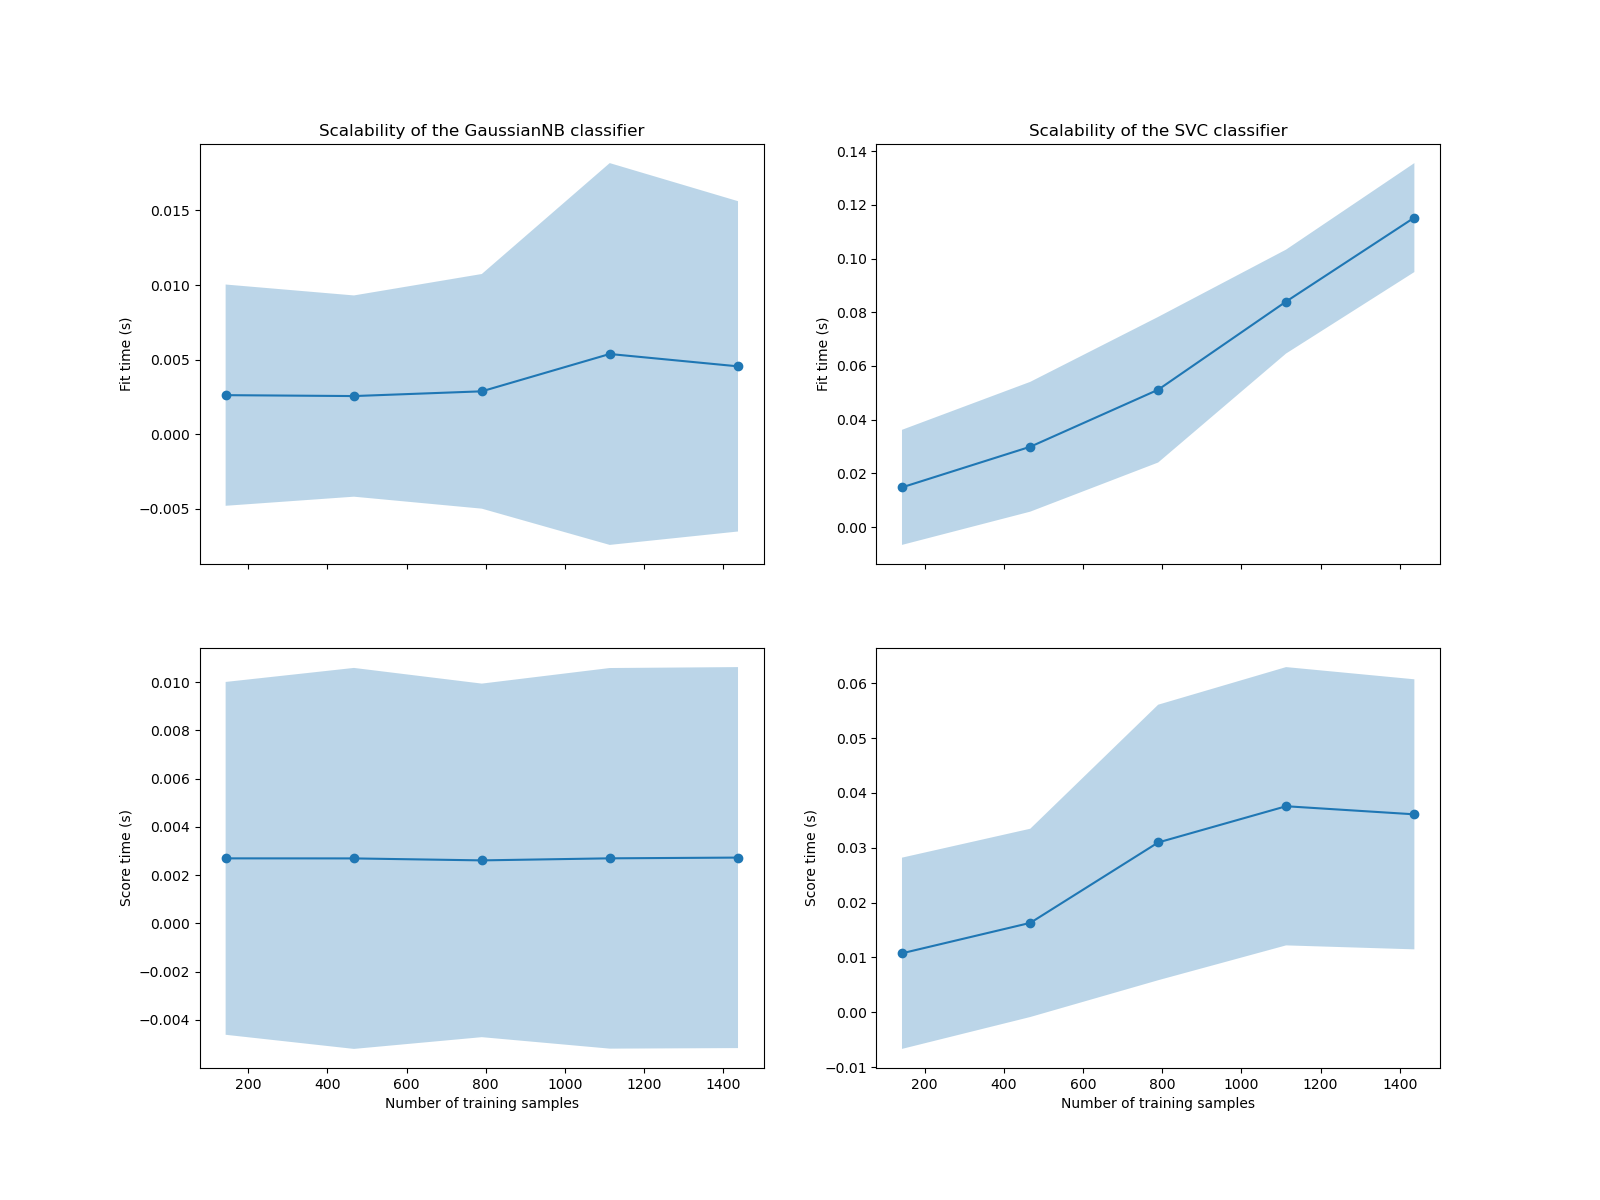 Scalability of the GaussianNB classifier
Fit time (s)
0.015
0.010
0.005
0.000
−0.005
Scalability of the SVC classifier
Fit time (s)
0.14
0.12
0.10
0.08
0.06
0.04
0.02
0.00
Score time (s)
0.010
0.008
0.006
0.004
0.002
0.000
−0.002
−0.004
200 400 600 800 1000 1200 1400
Number of training samples
Score time (s)
0.06
0.05
0.04
0.03
0.02
0.01
0.00
−0.01
200 400 600 800 1000 1200 1400
Number of training samples